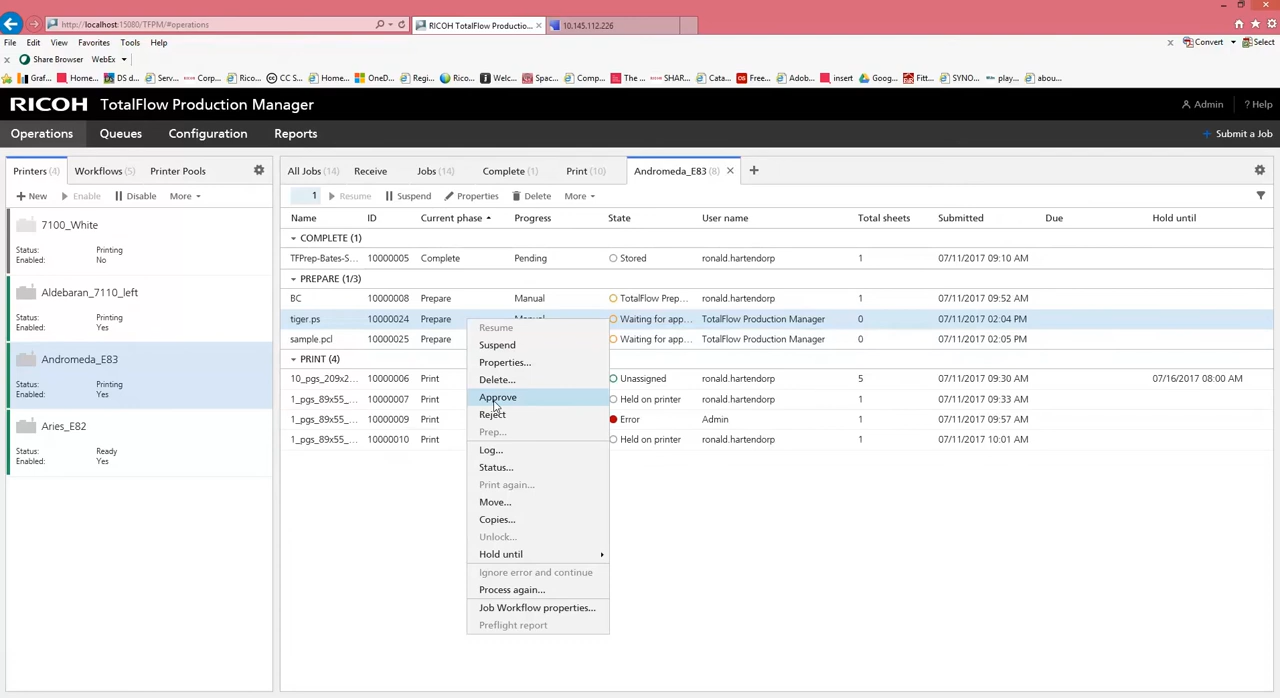 http://localhost:15080/TFPM/#operations
RICOH TotalFlow Production...
10.145.112.226
File Edit View Favorites Tools Help
Convert Select
Share Browser WebEx
Graf... Home... DS d... Serv... Corp... Rico... CC S... Home... OneD... Regi... Rico... Welc... Spac... Comp... The ... SHAR... Cata... Free... Adob... insert Goog... Fitt... SYNO... play... abou...
RICOH TotalFlow Production Manager
Admin ? Help
Operations Queues Configuration Reports
+ Submit a Job
Printers (4) Workflows (5) Printer Pools
+ New Enable Disable More
7100_White
Status: Printing
Enabled: No
Aldebaran_7110_left
Status: Printing
Enabled: Yes
Andromeda_E83
Status: Printing
Enabled: Yes
Aries_E82
Status: Ready
Enabled: Yes
All Jobs (14) Receive Jobs (14) Complete (1) Print (10) Andromeda_E83 (8)
1 Resume Suspend Properties Delete More
Name ID Current phase Progress State User name Total sheets Submitted Due Hold until
COMPLETE (1)
TFPrep-Bates-S... 10000005 Complete Pending Stored ronald.hartendorp 1 07/11/2017 09:10 AM
PREPARE (1/3)
BC 10000008 Prepare Manual TotalFlow Prep... ronald.hartendorp 1 07/11/2017 09:52 AM
tiger.ps 10000024 Prepare Manual Waiting for app... TotalFlow Production Manager 0 07/11/2017 02:04 PM
sample.pcl 10000025 Prepare Waiting for app... TotalFlow Production Manager 0 07/11/2017 02:05 PM
PRINT (4)
10_pgs_209x2... 10000006 Print Unassigned ronald.hartendorp 5 07/11/2017 09:30 AM 07/16/2017 08:00 AM
1_pgs_89x55_... 10000007 Print Held on printer ronald.hartendorp 1 07/11/2017 09:33 AM
1_pgs_89x55_... 10000009 Print Error Admin 1 07/11/2017 09:57 AM
1_pgs_89x55_... 10000010 Print Held on printer ronald.hartendorp 1 07/11/2017 10:01 AM
Resume
Suspend
Properties...
Delete...
Approve
Reject
Prep...
Log...
Status...
Print again...
Move...
Copies...
Unlock...
Hold until
Ignore error and continue
Process again...
Job Workflow properties...
Preflight report